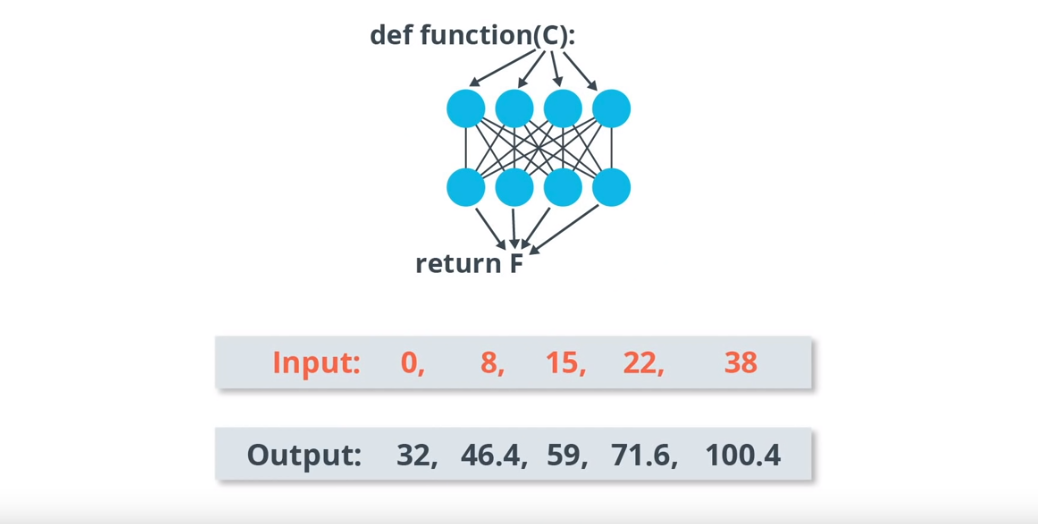 def function(C):
return F
Input: 0, 8, 15, 22, 38
Output: 32, 46.4, 59, 71.6, 100.4